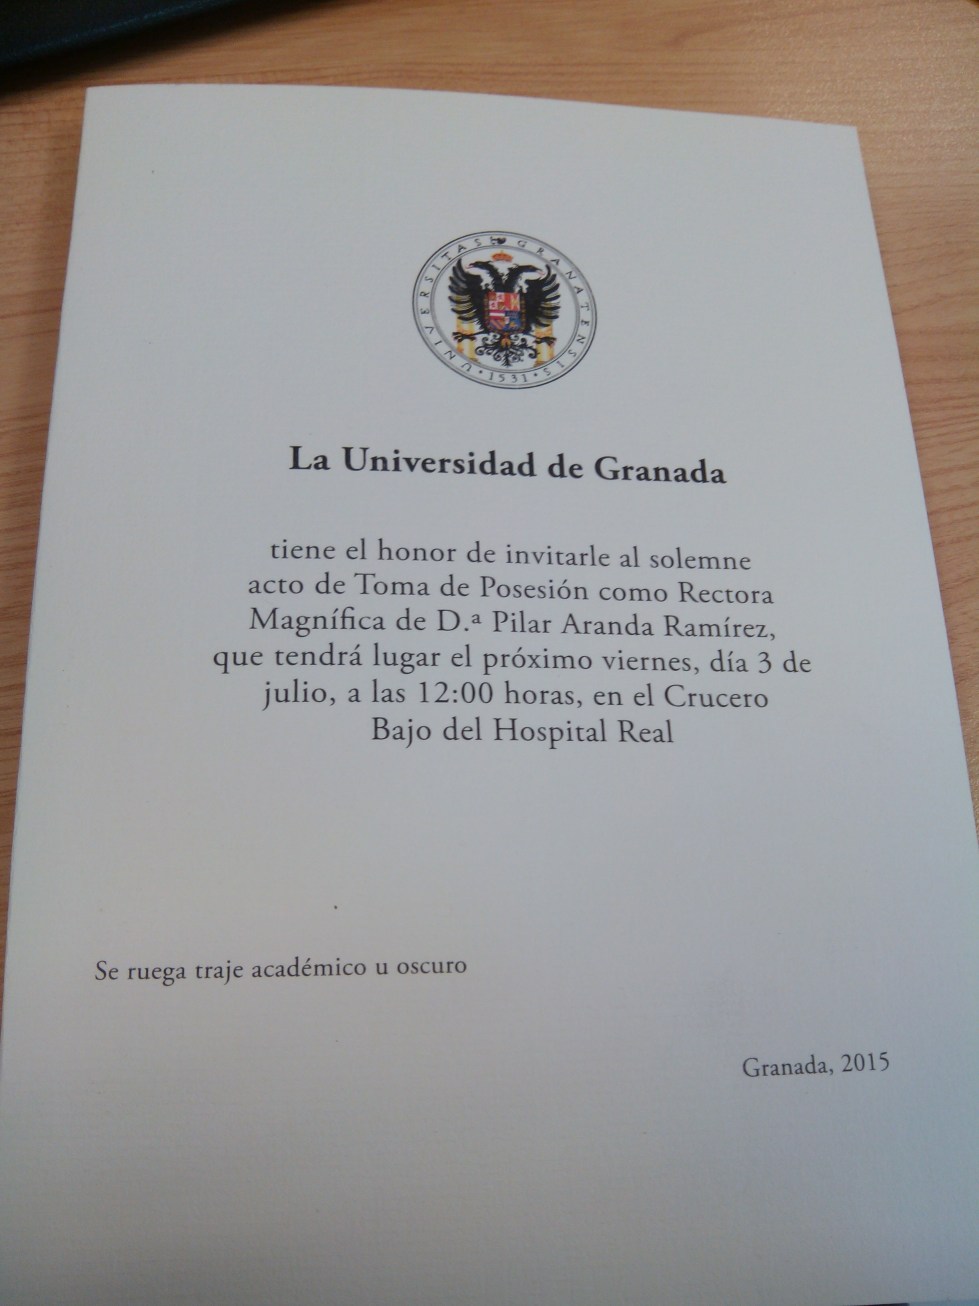 UNIVERSITAS GRANATENSIS
· 1531 ·
La Universidad de Granada
tiene el honor de invitarle al solemne
acto de Toma de Posesión como Rectora
Magnífica de D.ª Pilar Aranda Ramírez,
que tendrá lugar el próximo viernes, día 3 de
julio, a las 12:00 horas, en el Crucero
Bajo del Hospital Real
Se ruega traje académico u oscuro
Granada, 2015